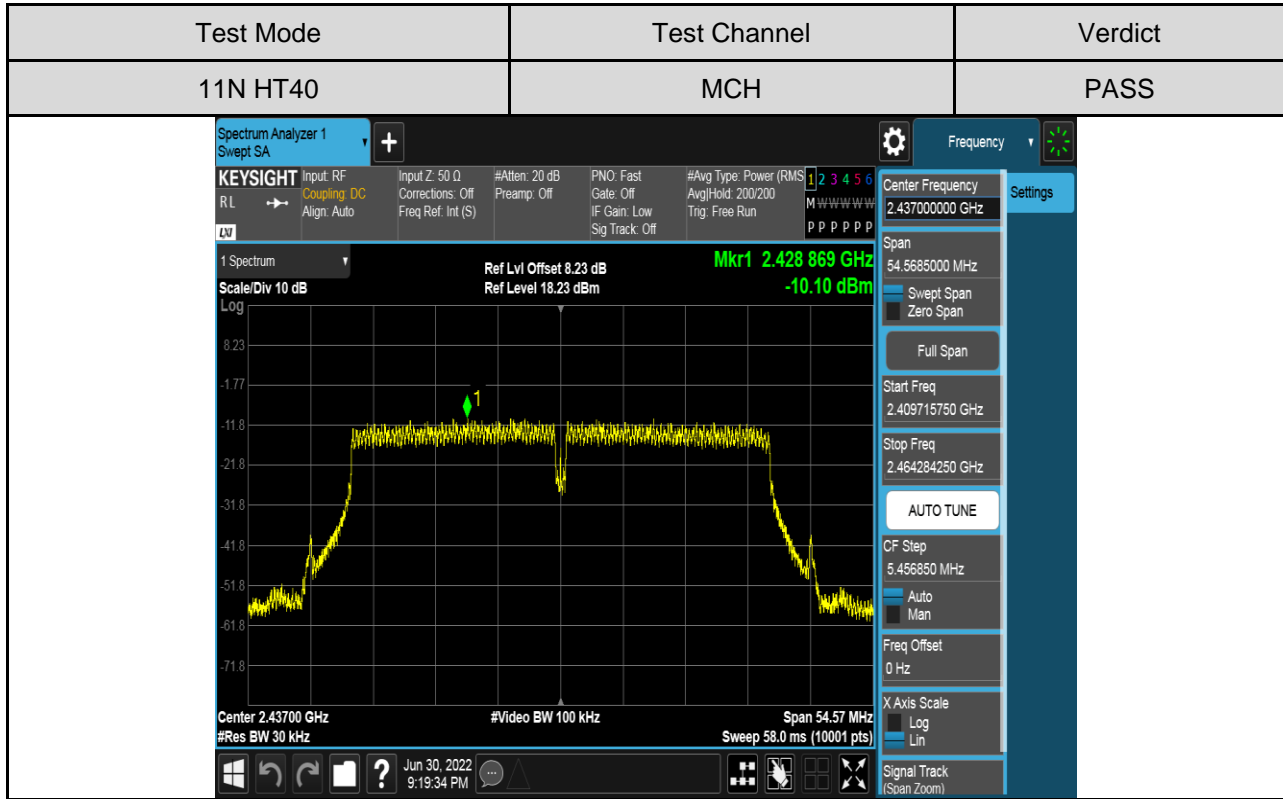 Test Mode Test Channel Verdict
11N HT40 MCH PASS
Spectrum Analyzer 1
Swept SA
+
Frequency
KEYSIGHT
RL
LXI
Input: RF
Coupling: DC
Align: Auto
Input Z: 50 Ω
Corrections: Off
Freq Ref: Int (S)
#Atten: 20 dB
Preamp: Off
PNO: Fast
Gate: Off
IF Gain: Low
Sig Track: Off
#Avg Type: Power (RMS
Avg|Hold: 200/200
Trig: Free Run
1 2 3 4 5 6
M W W W W W
P P P P P P
1 Spectrum
Scale/Div 10 dB
Ref Lvl Offset 8.23 dB
Ref Level 18.23 dBm
Mkr1 2.428 869 GHz
-10.10 dBm
Log
8.23
-1.77
1
-11.8
-21.8
-31.8
-41.8
-51.8
-61.8
-71.8
Center 2.43700 GHz
#Res BW 30 kHz
#Video BW 100 kHz
Span 54.57 MHz
Sweep 58.0 ms (10001 pts)
Jun 30, 2022
9:19:34 PM
?
Center Frequency
2.437000000 GHz
Settings
Span
54.5685000 MHz
Swept Span
Zero Span
Full Span
Start Freq
2.409715750 GHz
Stop Freq
2.464284250 GHz
AUTO TUNE
CF Step
5.456850 MHz
Auto
Man
Freq Offset
0 Hz
X Axis Scale
Log
Lin
Signal Track
(Span Zoom)